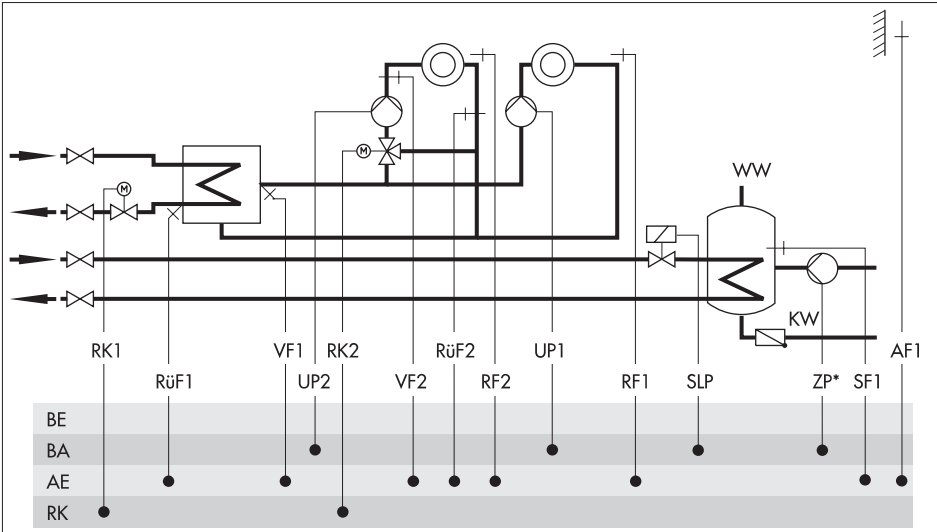 M
M
WW
KW
RK1 VF1 RK2 RüF2 UP1 AF1
RüF1 UP2 VF2 RF2 RF1 SLP ZP* SF1
BE
BA
AE
RK